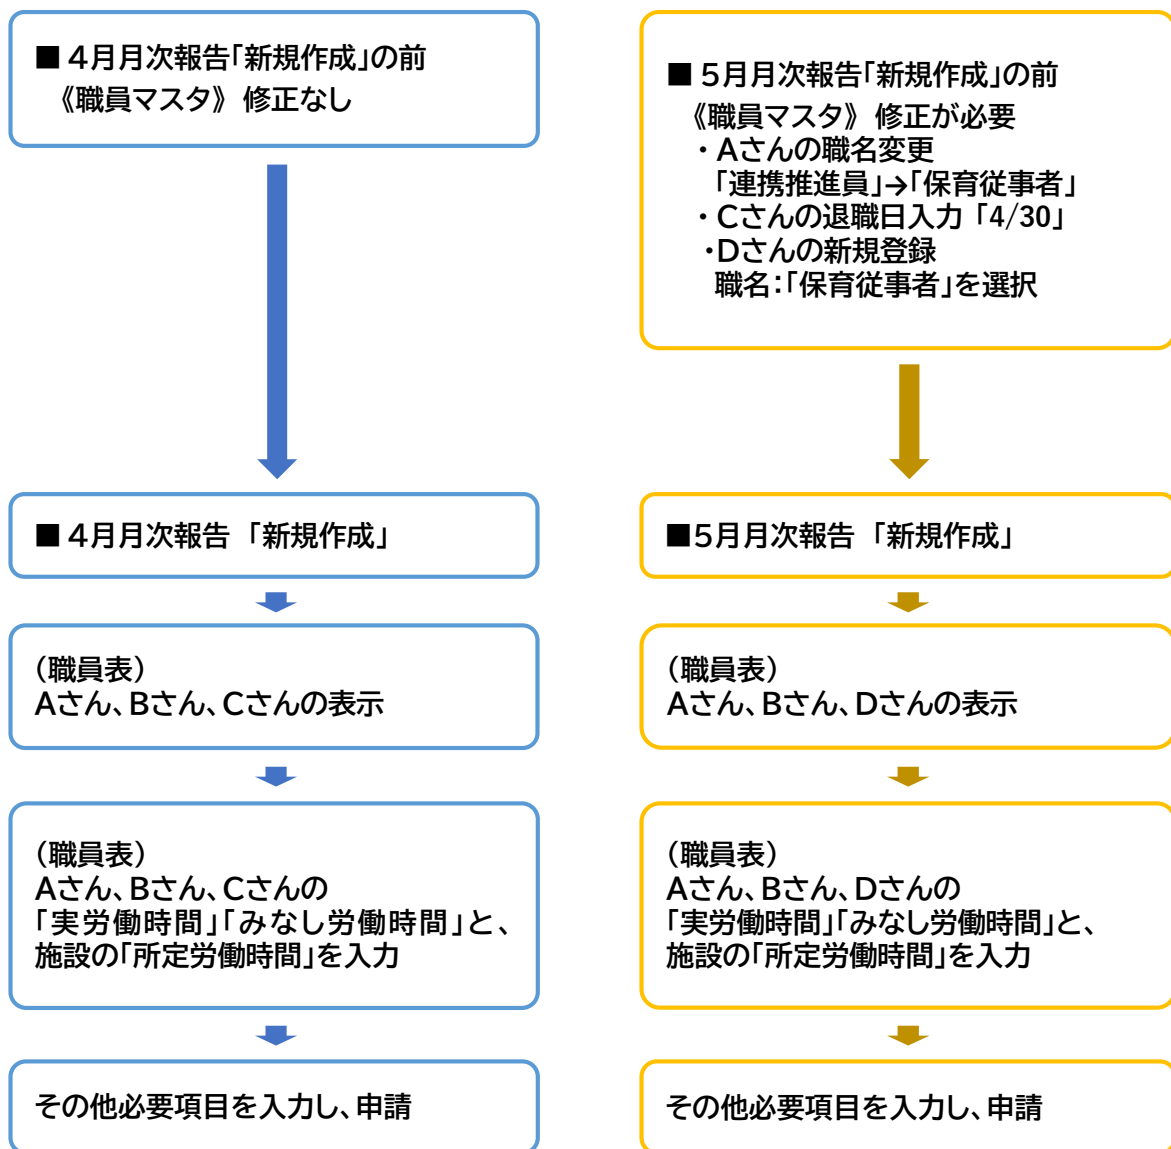 ■ 4月月次報告「新規作成」の前
《職員マスタ》 修正なし
■ 4月月次報告 「新規作成」
(職員表)
Aさん、Bさん、Cさんの表示
(職員表)
Aさん、Bさん、Cさんの
「実労働時間」「みなし労働時間」と、
施設の「所定労働時間」を入力
その他必要項目を入力し、申請
■ 5月月次報告「新規作成」の前
《職員マスタ》 修正が必要
・Aさんの職名変更
「連携推進員」→「保育従事者」
・Cさんの退職日入力「4/30」
・Dさんの新規登録
職名:「保育従事者」を選択
■5月月次報告 「新規作成」
(職員表)
Aさん、Bさん、Dさんの表示
(職員表)
Aさん、Bさん、Dさんの
「実労働時間」「みなし労働時間」と、
施設の「所定労働時間」を入力
その他必要項目を入力し、申請